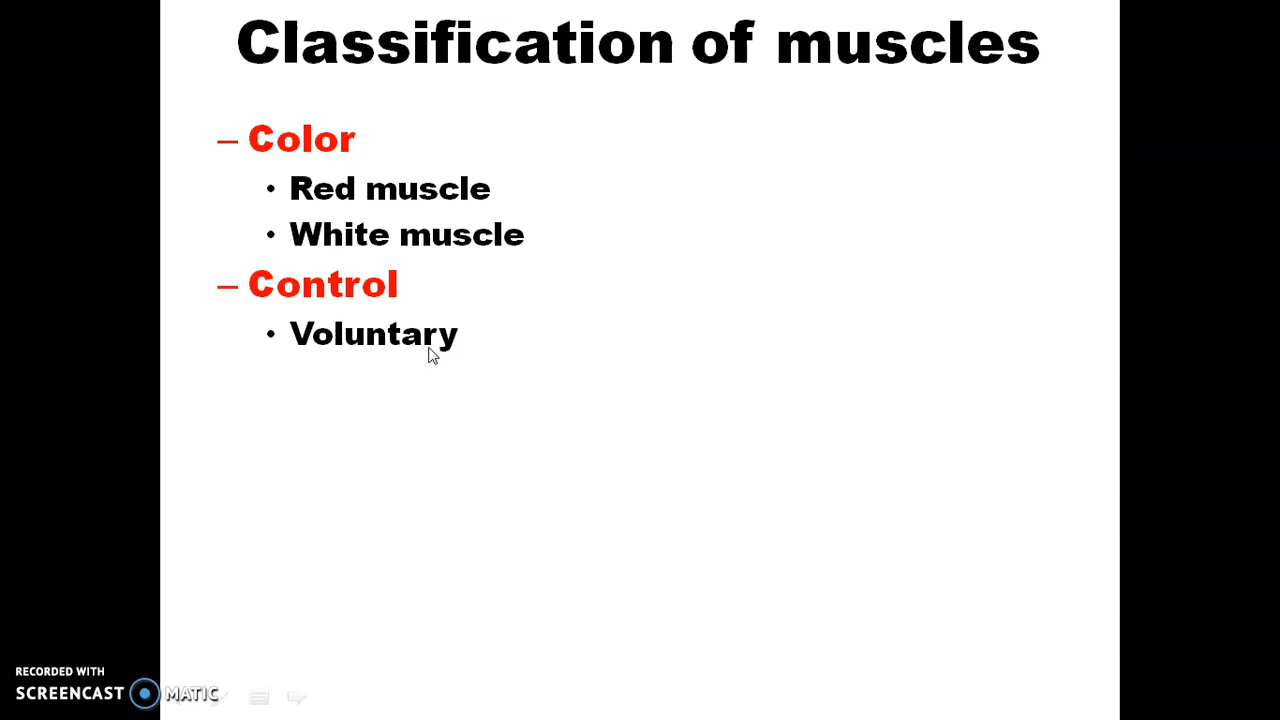 Classification of muscles
– Color
• Red muscle
• White muscle
– Control
• Voluntary
RECORDED WITH
SCREENCAST MATIC